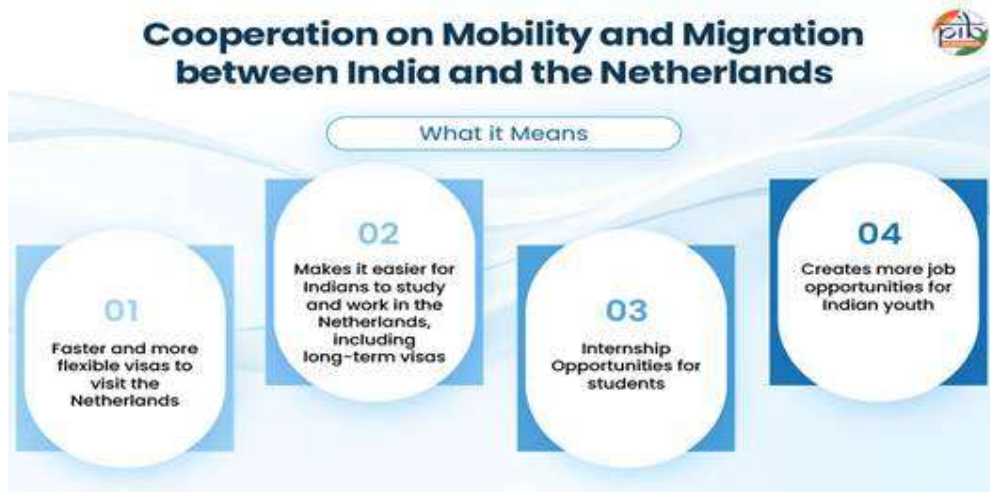 Cooperation on Mobility and Migration
between India and the Netherlands
pib
What it Means
01
Faster and more
flexible visas to
visit the
Netherlands
02
Makes it easier for
Indians to study
and work in the
Netherlands,
including
long-term visas
03
Internship
Opportunities for
students
04
Creates more job
opportunities for
Indian youth